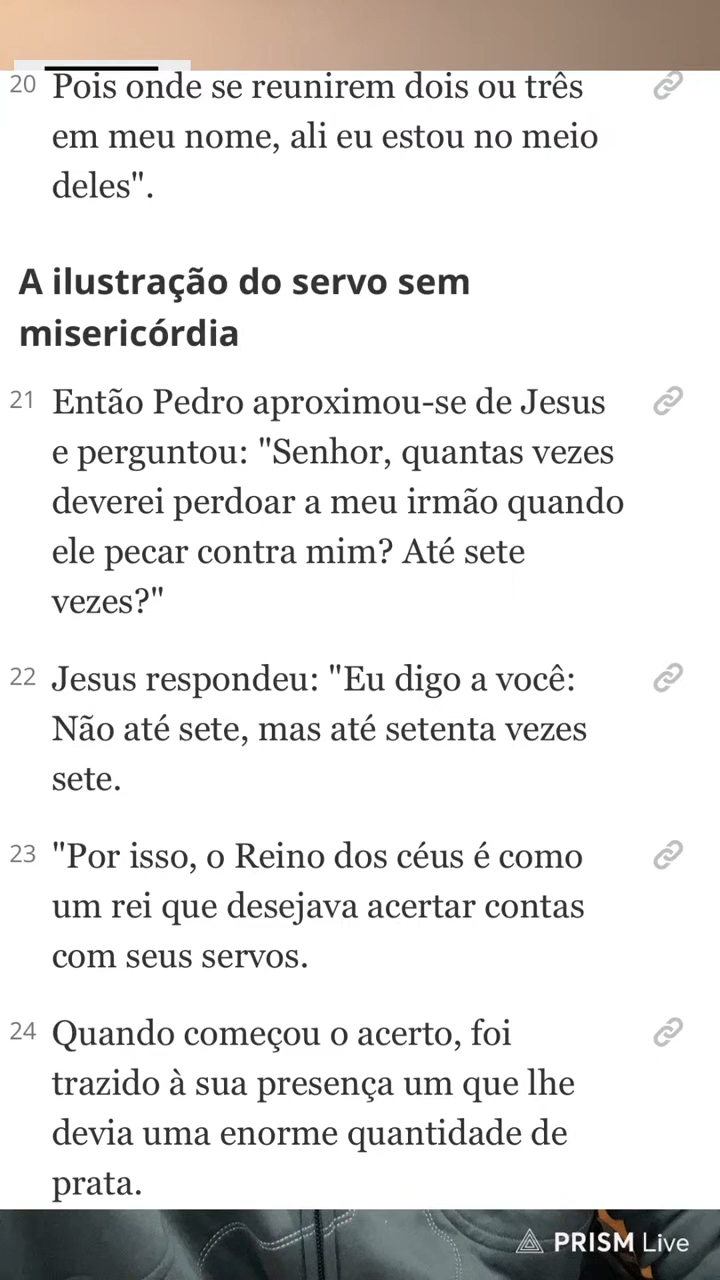 20 Pois onde se reunirem dois ou três
em meu nome, ali eu estou no meio
deles".
A ilustração do servo sem
misericórdia
21 Então Pedro aproximou-se de Jesus
e perguntou: "Senhor, quantas vezes
deverei perdoar a meu irmão quando
ele pecar contra mim? Até sete
vezes?"
22 Jesus respondeu: "Eu digo a você:
Não até sete, mas até setenta vezes
sete.
23 "Por isso, o Reino dos céus é como
um rei que desejava acertar contas
com seus servos.
24 Quando começou o acerto, foi
trazido à sua presença um que lhe
devia uma enorme quantidade de
prata.
PRISM Live